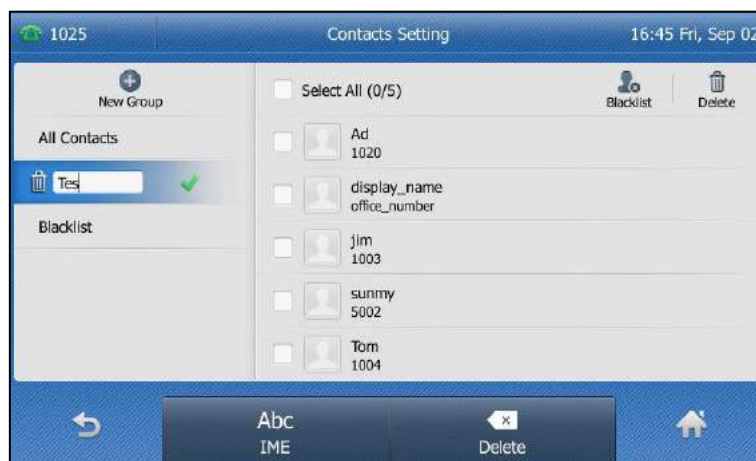 1025 Contacts Setting 16:45 Fri, Sep 02
New Group
All Contacts
Tes
Blacklist
Select All (0/5)
Blacklist Delete
Ad
1020
display_name
office_number
jim
1003
sunmy
5002
Tom
1004
Abc
IME
Delete